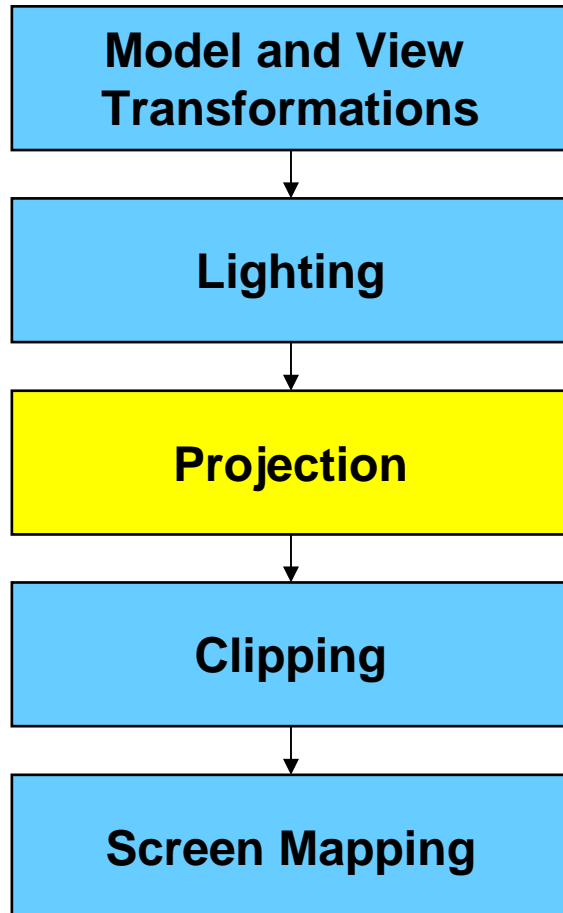 Model and View
Transformations
Lighting
Projection
Clipping
Screen Mapping